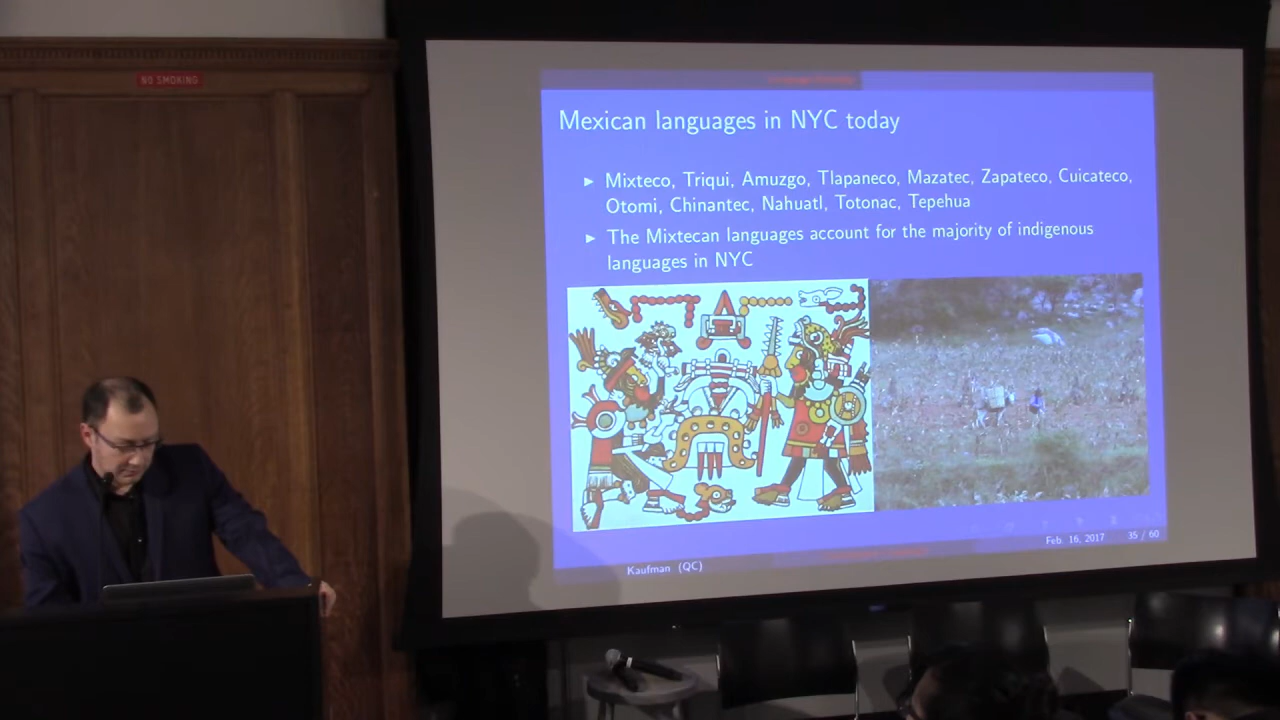 NO SMOKING
Mexican languages in NYC today
Mixteco, Triqui, Amuzgo, Tlapaneco, Mazatec, Zapateco, Cuicateco,
Otomi, Chinantec, Nahuatl, Totonac, Tepehua
The Mixtecan languages account for the majority of indigenous
languages in NYC
Feb. 16, 2017 35 / 60
Kaufman (QC)